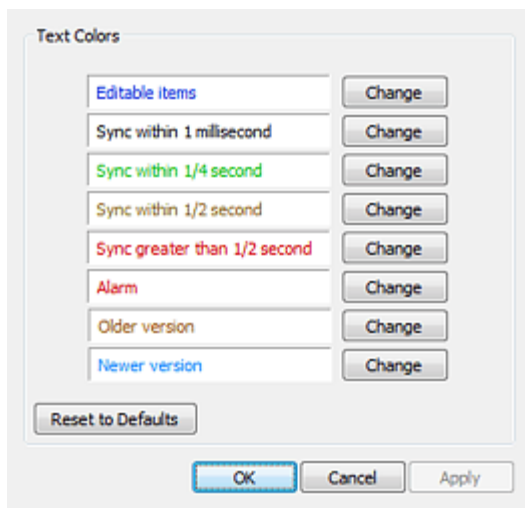 Text Colors
Editable items Change
Sync within 1 millisecond Change
Sync within 1/4 second Change
Sync within 1/2 second Change
Sync greater than 1/2 second Change
Alarm Change
Older version Change
Newer version Change
Reset to Defaults
OK Cancel Apply